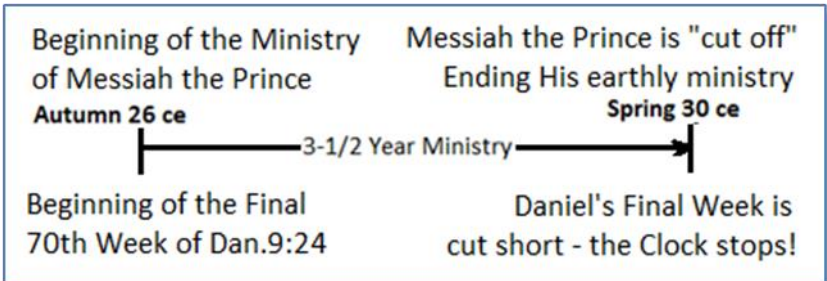 Beginning of the Ministry
of Messiah the Prince
Autumn 26 ce
Messiah the Prince is "cut off"
Ending His earthly ministry
Spring 30 ce
3-1/2 Year Ministry
Beginning of the Final
70th Week of Dan.9:24
Daniel's Final Week is
cut short - the Clock stops!